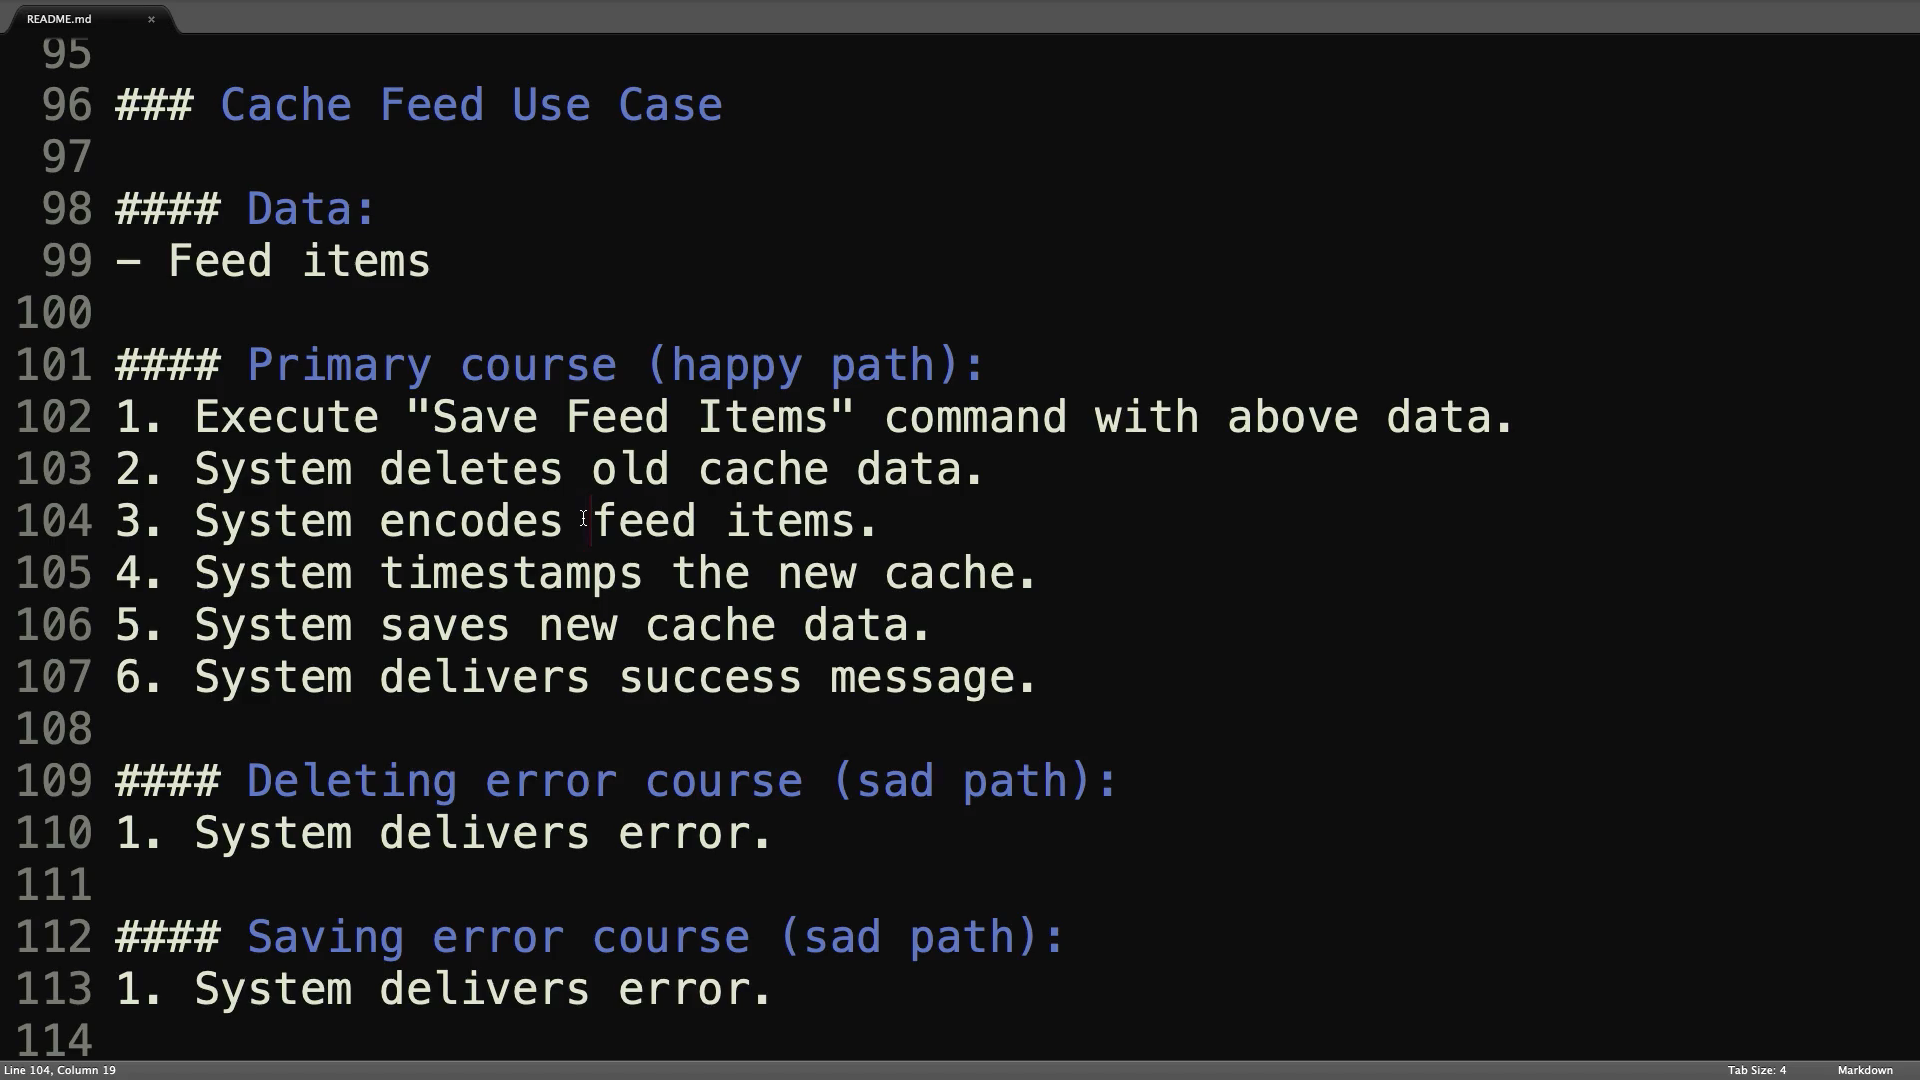 README.md ×
95
96 ### Cache Feed Use Case
97
98 #### Data:
99 - Feed items
100
101 #### Primary course (happy path):
102 1. Execute "Save Feed Items" command with above data.
103 2. System deletes old cache data.
104 3. System encodes feed items.
105 4. System timestamps the new cache.
106 5. System saves new cache data.
107 6. System delivers success message.
108
109 #### Deleting error course (sad path):
110 1. System delivers error.
111
112 #### Saving error course (sad path):
113 1. System delivers error.
114
Line 104, Column 19 Tab Size: 4 Markdown